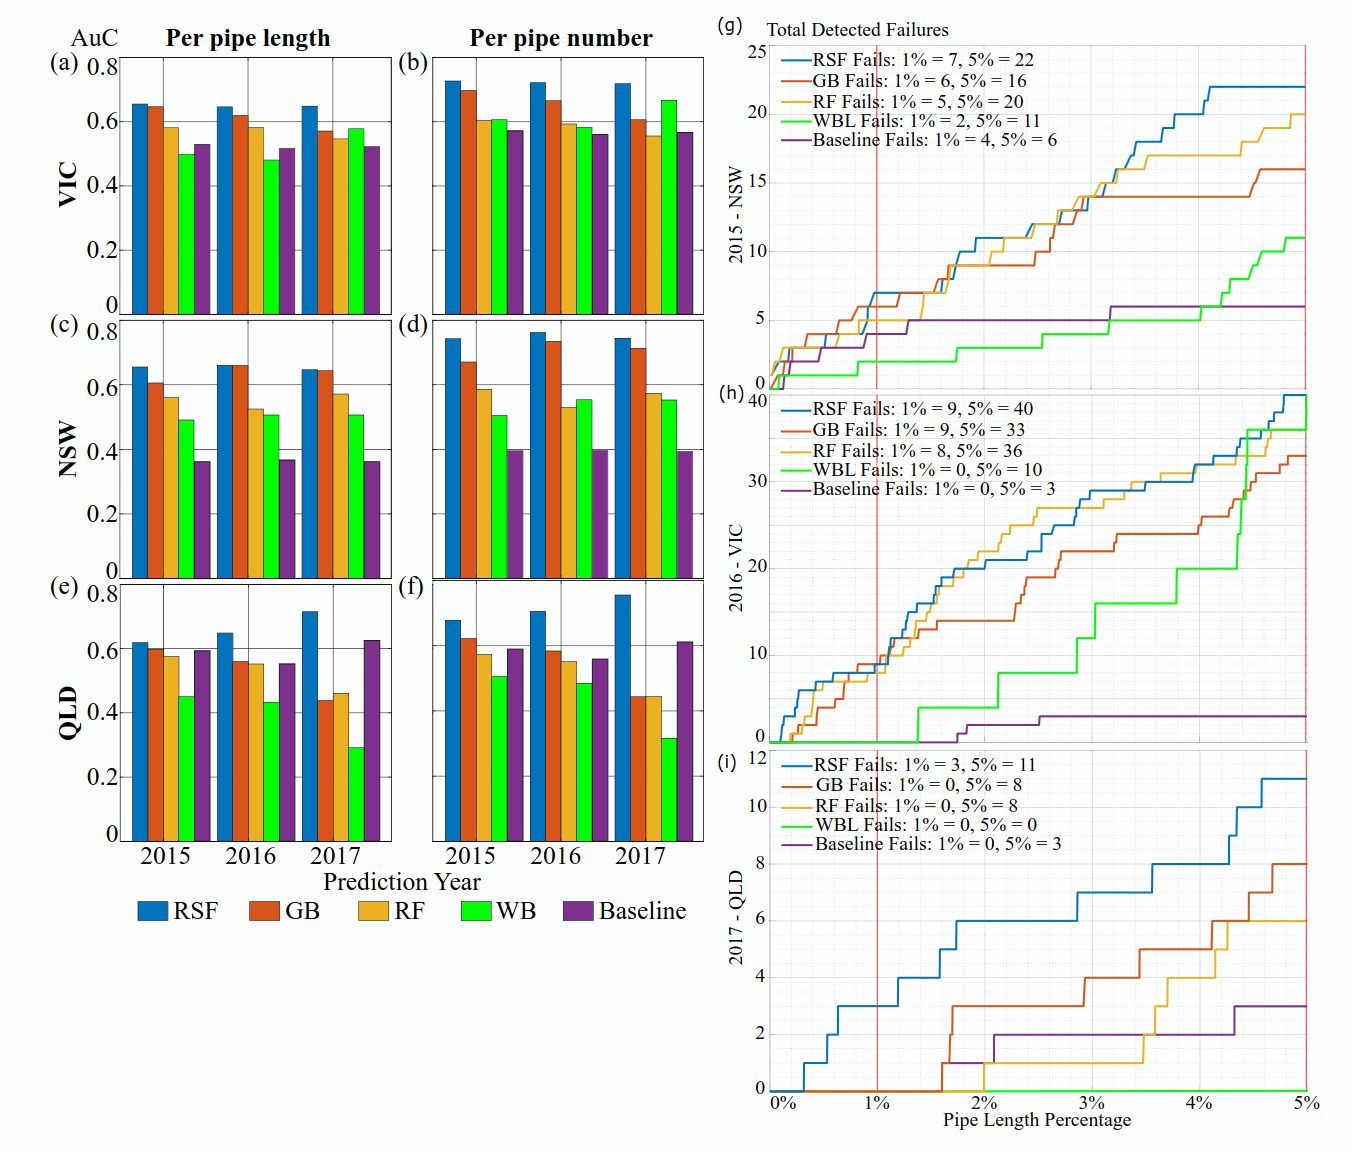 AuC
Per pipe length
Per pipe number
(a)
0.8
0.6
0.4
0.2
0
VIC
(b)
(c)
0.8
0.6
0.4
0.2
0
NSW
(d)
(e)
0.8
0.6
0.4
0.2
0
QLD
(f)
2015 2016 2017
2015 2016 2017
Prediction Year
RSF GB RF WB Baseline
(g)
Total Detected Failures
25
20
15
10
5
0
2015 - NSW
RSF Fails: 1% = 7, 5% = 22
GB Fails: 1% = 6, 5% = 16
RF Fails: 1% = 5, 5% = 20
WBL Fails: 1% = 2, 5% = 11
Baseline Fails: 1% = 4, 5% = 6
(h)
40
30
20
10
0
2016 - VIC
RSF Fails: 1% = 9, 5% = 40
GB Fails: 1% = 9, 5% = 33
RF Fails: 1% = 8, 5% = 36
WBL Fails: 1% = 0, 5% = 10
Baseline Fails: 1% = 0, 5% = 3
(i)
12
10
8
6
4
2
0
2017 - QLD
RSF Fails: 1% = 3, 5% = 11
GB Fails: 1% = 0, 5% = 8
RF Fails: 1% = 0, 5% = 8
WBL Fails: 1% = 0, 5% = 0
Baseline Fails: 1% = 0, 5% = 3
0% 1% 2% 3% 4% 5%
Pipe Length Percentage